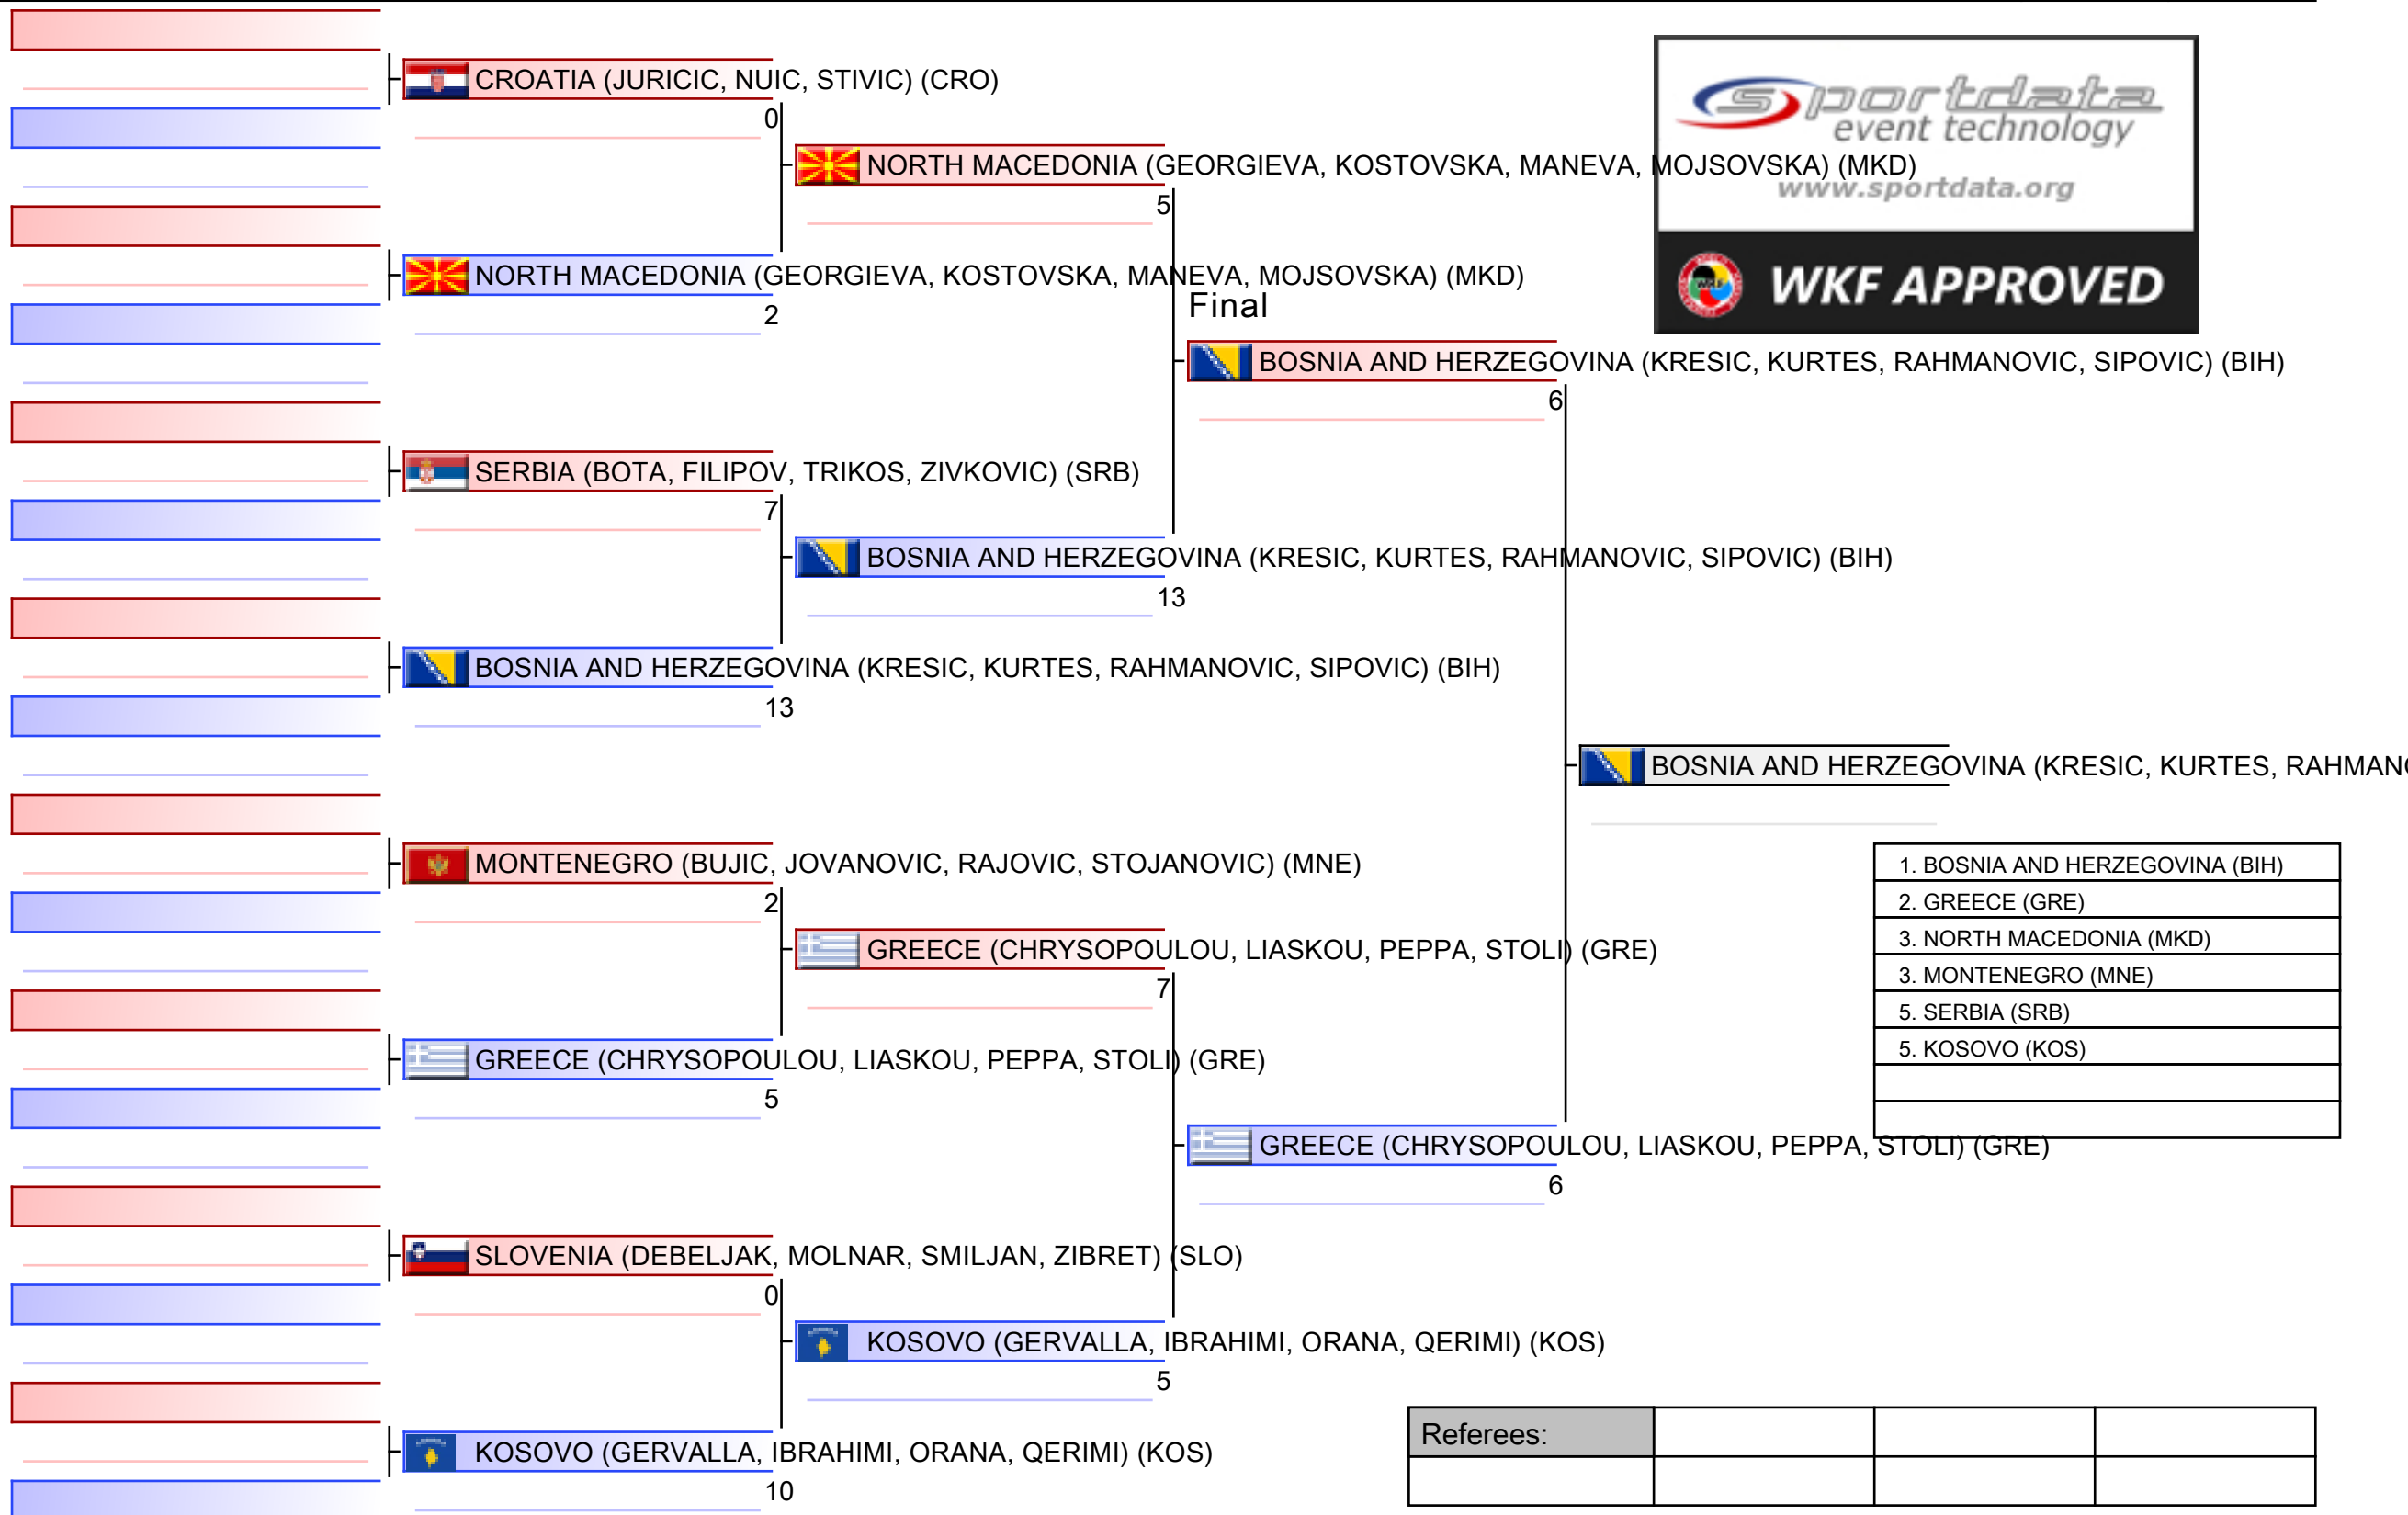 CROATIA (JURICIC, NUIC, STIVIC) (CRO)
0
NORTH MACEDONIA (GEORGIEVA, KOSTOVSKA, MANEVA, MOJSOVSKA) (MKD)
5
NORTH MACEDONIA (GEORGIEVA, KOSTOVSKA, MANEVA, MOJSOVSKA) (MKD)
2
sportdata
event technology
www.sportdata.org
WKF APPROVED
Final
BOSNIA AND HERZEGOVINA (KRESIC, KURTES, RAHMANOVIC, SIPOVIC) (BIH)
6
SERBIA (BOTA, FILIPOV, TRIKOS, ZIVKOVIC) (SRB)
7
BOSNIA AND HERZEGOVINA (KRESIC, KURTES, RAHMANOVIC, SIPOVIC) (BIH)
13
BOSNIA AND HERZEGOVINA (KRESIC, KURTES, RAHMANOVIC, SIPOVIC) (BIH)
13
BOSNIA AND HERZEGOVINA (KRESIC, KURTES,
MONTENEGRO (BUJIC, JOVANOVIC, RAJOVIC, STOJANOVIC) (MNE)
2
GREECE (CHRYSOPOULOU, LIASKOU, PEPPA, STOLI) (GRE)
7
GREECE (CHRYSOPOULOU, LIASKOU, PEPPA, STOLI) (GRE)
5
1. BOSNIA AND HERZEGOVINA (BIH)
2. GREECE (GRE)
3. NORTH MACEDONIA (MKD)
3. MONTENEGRO (MNE)
5. SERBIA (SRB)
5. KOSOVO (KOS)
GREECE (CHRYSOPOULOU, LIASKOU, PEPPA, STOLI) (GRE)
6
SLOVENIA (DEBELJAK, MOLNAR, SMILJAN, ZIBRET) (SLO)
0
KOSOVO (GERVALLA, IBRAHIMI, ORANA, QERIMI) (KOS)
5
KOSOVO (GERVALLA, IBRAHIMI, ORANA, QERIMI) (KOS)
10
Referees: